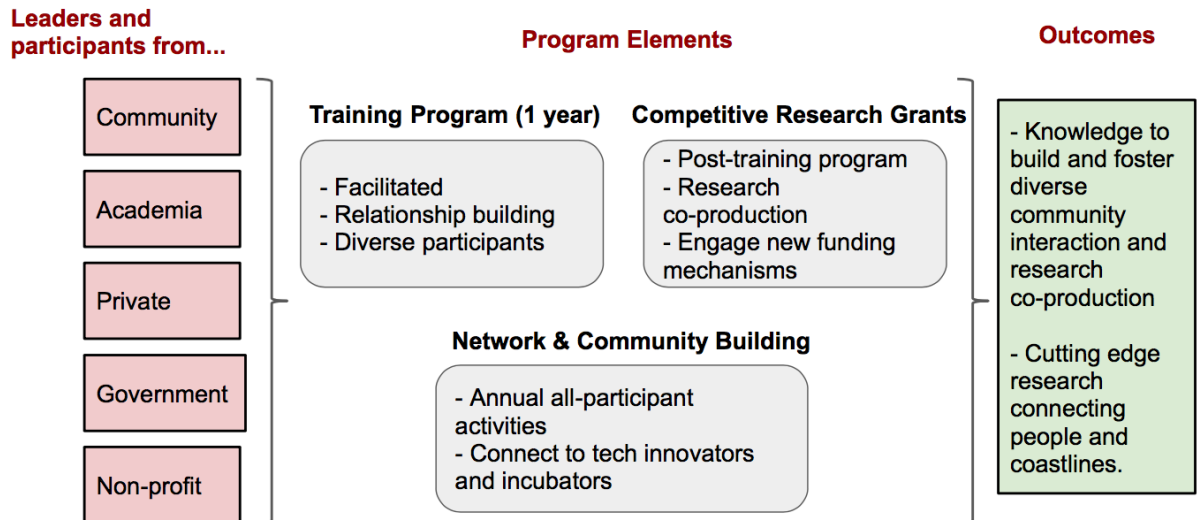 Leaders and
participants from...
Program Elements
Outcomes
Community
Academia
Private
Government
Non-profit
Training Program (1 year)
- Facilitated
- Relationship building
- Diverse participants
Competitive Research Grants
- Post-training program
- Research
co-production
- Engage new funding
mechanisms
Network & Community Building
- Annual all-participant
activities
- Connect to tech innovators
and incubators
- Knowledge to
build and foster
diverse
community
interaction and
research
co-production
- Cutting edge
research
connecting
people and
coastlines.